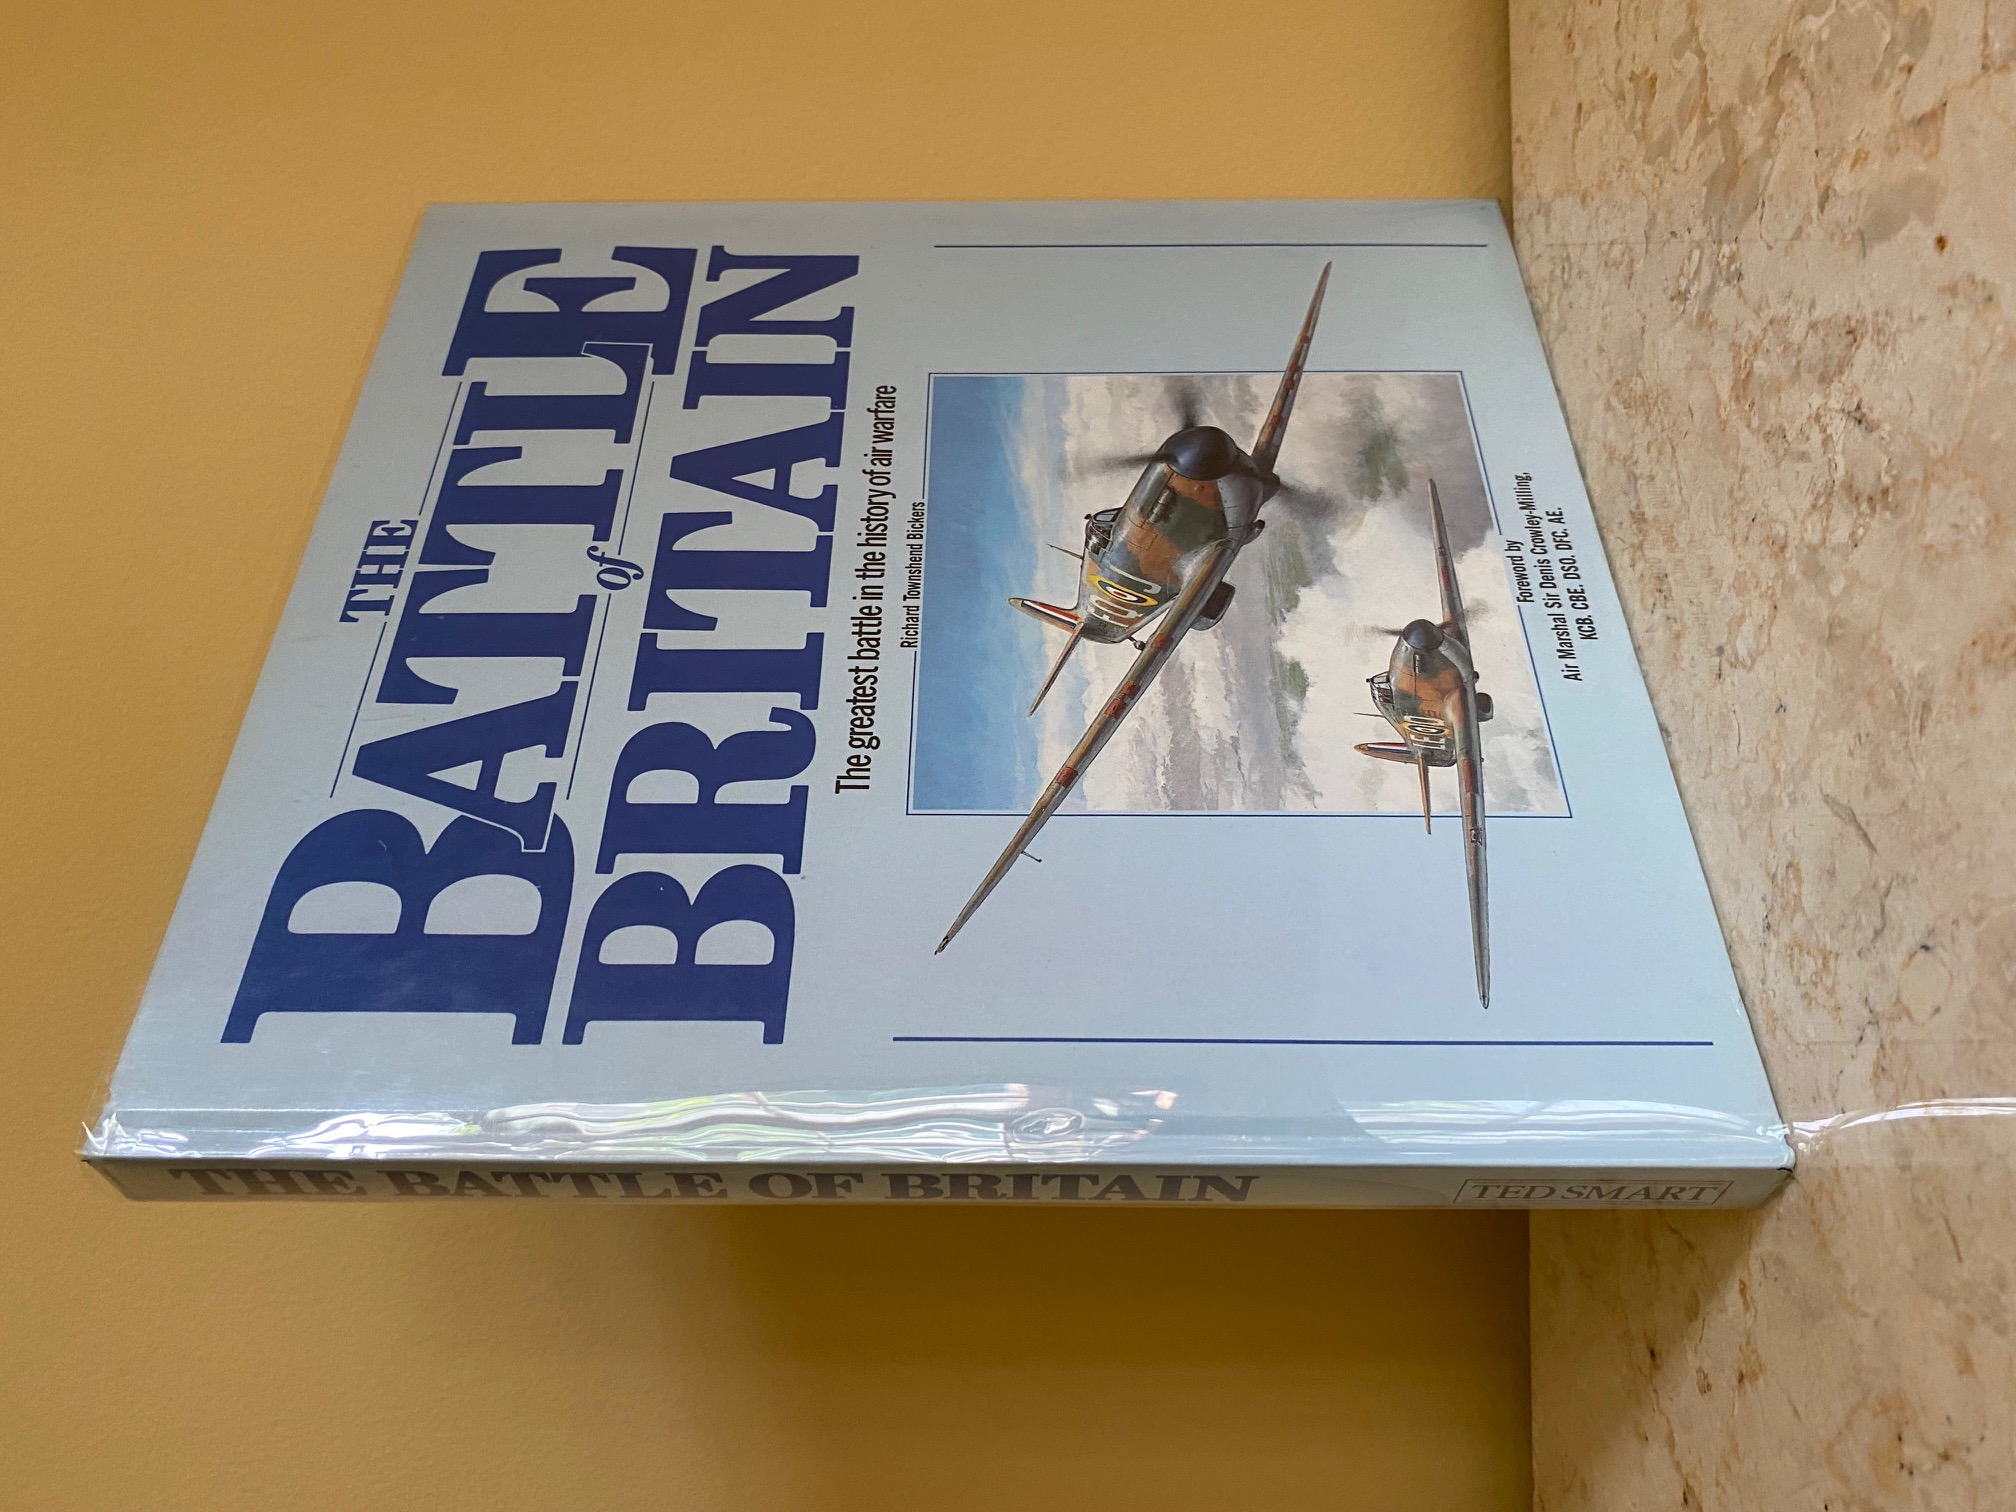 THE
BATTLE
of
BRITAIN
The greatest battle in the history of air warfare
Richard Townshend Bickers
Foreword by
Air Marshal Sir Denis Crowley-Milling,
KCB. CBE. DSO. DFC. AE.
THE BATTLE OF BRITAIN
TED SMART